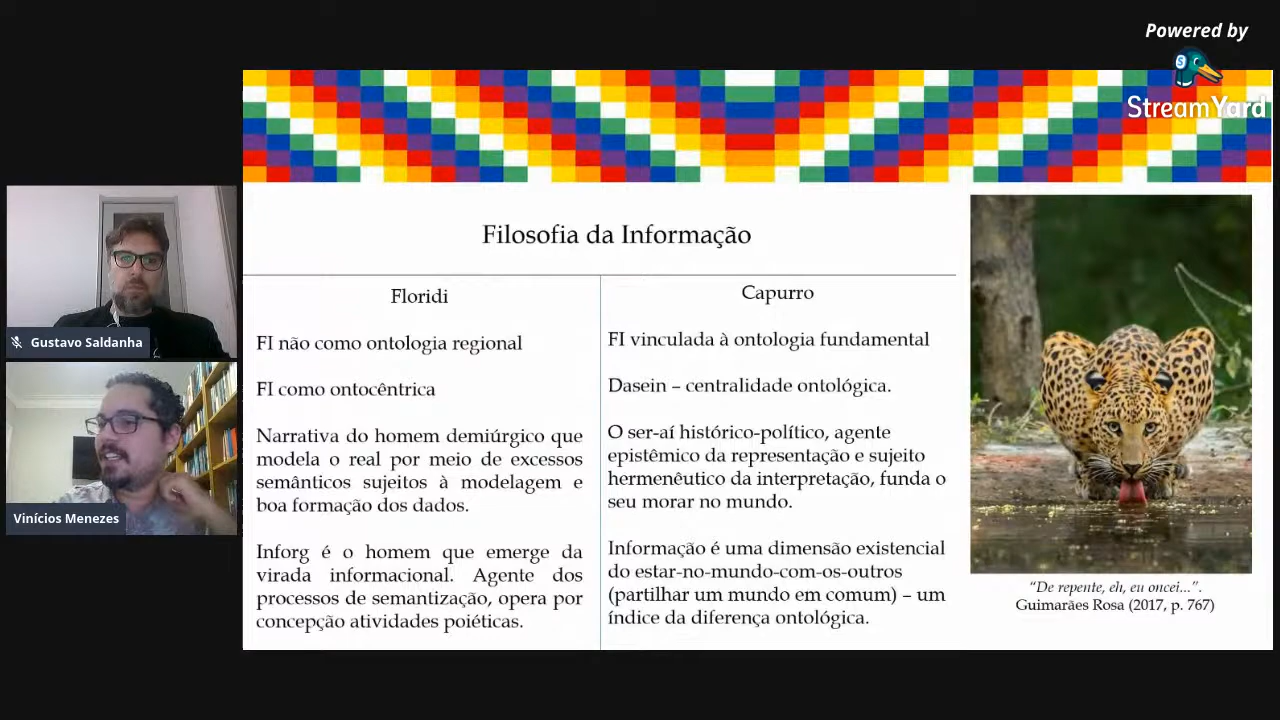 Powered by
StreamYard
Filosofia da Informação
Floridi
FI não como ontologia regional
FI como ontocêntrica
Narrativa do homem demiúrgico que
modela o real por meio de excessos
semânticos sujeitos à modelagem e
boa formação dos dados.
Inforg é o homem que emerge da
virada informacional. Agente dos
processos de semantização, opera por
concepção atividades poiéticas.
Capurro
FI vinculada à ontologia fundamental
Dasein – centralidade ontológica.
O ser-aí histórico-político, agente
epistêmico da representação e sujeito
hermenêutico da interpretação, funda o
seu morar no mundo.
Informação é uma dimensão existencial
do estar-no-mundo-com-os-outros
(partilhar um mundo em comum) – um
índice da diferença ontológica.
“De repente, eh, eu oncei...”.
Guimarães Rosa (2017, p. 767)
Gustavo Saldanha
Vinícios Menezes